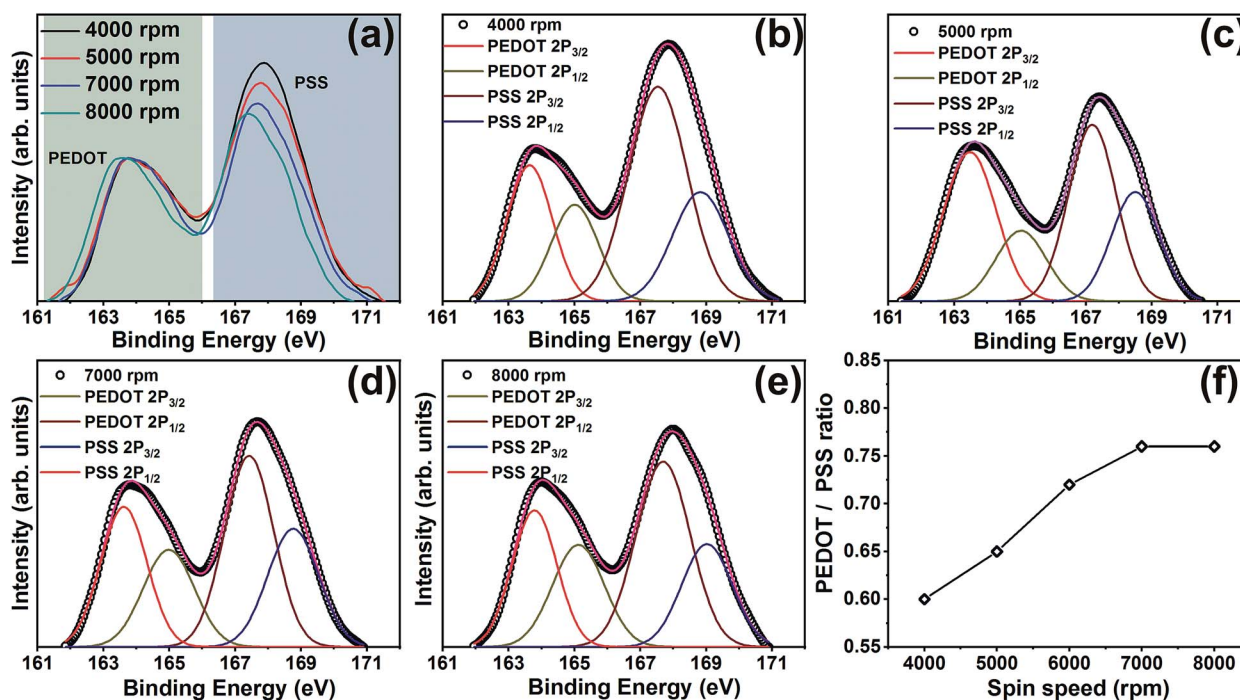 (a)
4000 rpm
5000 rpm
7000 rpm
8000 rpm
PEDOT
PSS
Intensity (arb. units)
161 163 165 167 169 171
Binding Energy (eV)
(b)
4000 rpm
PEDOT 2P3/2
PEDOT 2P1/2
PSS 2P3/2
PSS 2P1/2
Intensity (arb. units)
161 163 165 167 169 171
Binding Energy (eV)
(c)
5000 rpm
PEDOT 2P3/2
PEDOT 2P1/2
PSS 2P3/2
PSS 2P1/2
Intensity (arb. units)
161 163 165 167 169 171
Binding Energy (eV)
(d)
7000 rpm
PEDOT 2P3/2
PEDOT 2P1/2
PSS 2P3/2
PSS 2P1/2
Intensity (arb. units)
161 163 165 167 169 171
Binding Energy (eV)
(e)
8000 rpm
PEDOT 2P3/2
PEDOT 2P1/2
PSS 2P3/2
PSS 2P1/2
Intensity (arb. units)
161 163 165 167 169 171
Binding Energy (eV)
(f)
PEDOT / PSS ratio
0.85
0.80
0.75
0.70
0.65
0.60
0.55
4000 5000 6000 7000 8000
Spin speed (rpm)